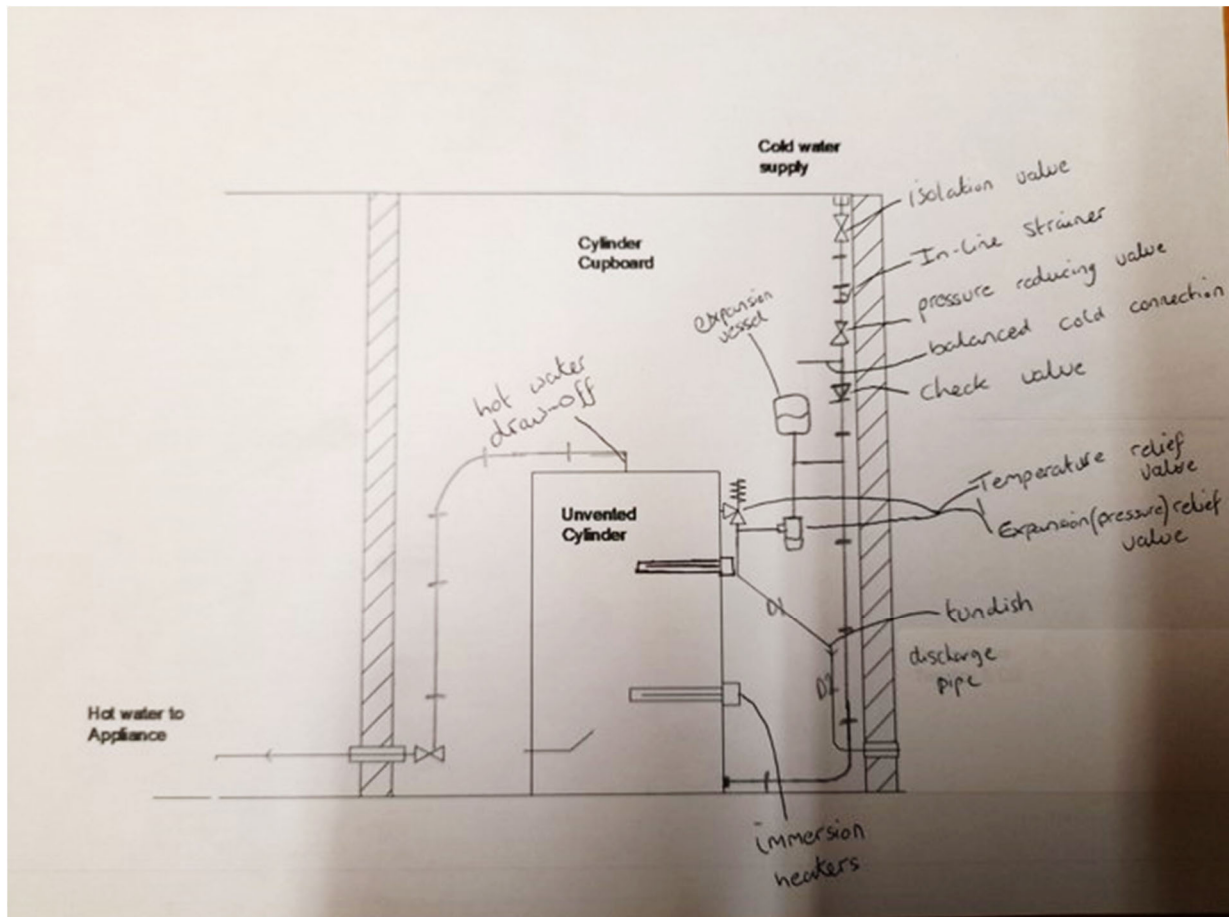 Cold water
supply
isolation valve
In-line strainer
Cylinder
Cupboard
pressure reducing valve
balanced cold connection
expansion
vessel
check valve
hot water
draw-off
Temperature relief
valve
Unvented
Cylinder
Expansion(pressure)relief
valve
D1
tundish
discharge
pipe
D2
Hot water to
Appliance
immersion
heaters